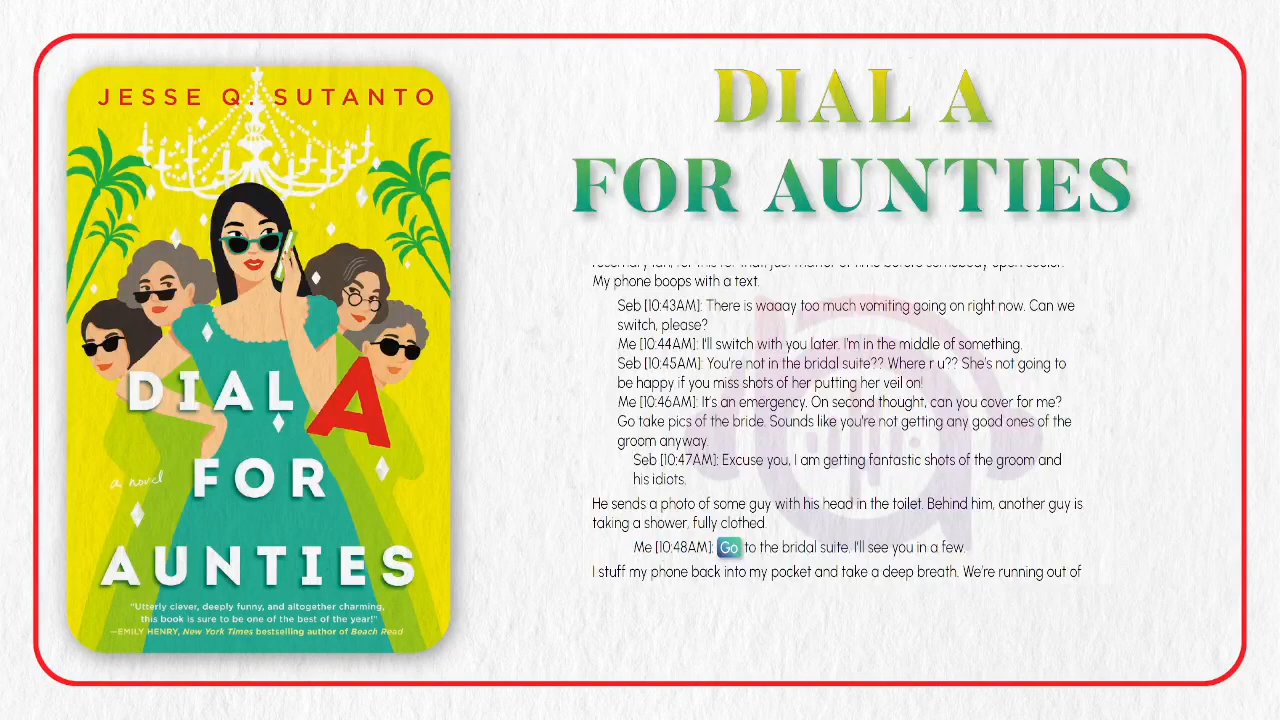 JESSE Q. SUTANTO
DIAL A
FOR
a novel
AUNTIES
"Utterly clever, deeply funny, and altogether charming,
this book is sure to be one of the best of the year!"
—EMILY HENRY, New York Times bestselling author of Beach Read
DIAL A
FOR AUNTIES
My phone boops with a text.
Seb [10:43AM]: There is waaay too much vomiting going on right now. Can we
switch, please?
Me [10:44AM]: I'll switch with you later, I'm in the middle of something.
Seb [10:45AM]: You're not in the bridal suite?? Where r u?? She's not going to
be happy if you miss shots of her putting her veil on!
Me [10:46AM]: It's an emergency. On second thought, can you cover for me?
Go take pics of the bride. Sounds like you're not getting any good ones of the
groom anyway.
Seb [10:47AM]: Excuse you, I am getting fantastic shots of the groom and
his idiots.
He sends a photo of some guy with his head in the toilet. Behind him, another guy is
taking a shower, fully clothed.
Me [10:48AM]: Go to the bridal suite. I'll see you in a few.
I stuff my phone back into my pocket and take a deep breath. We're running out of